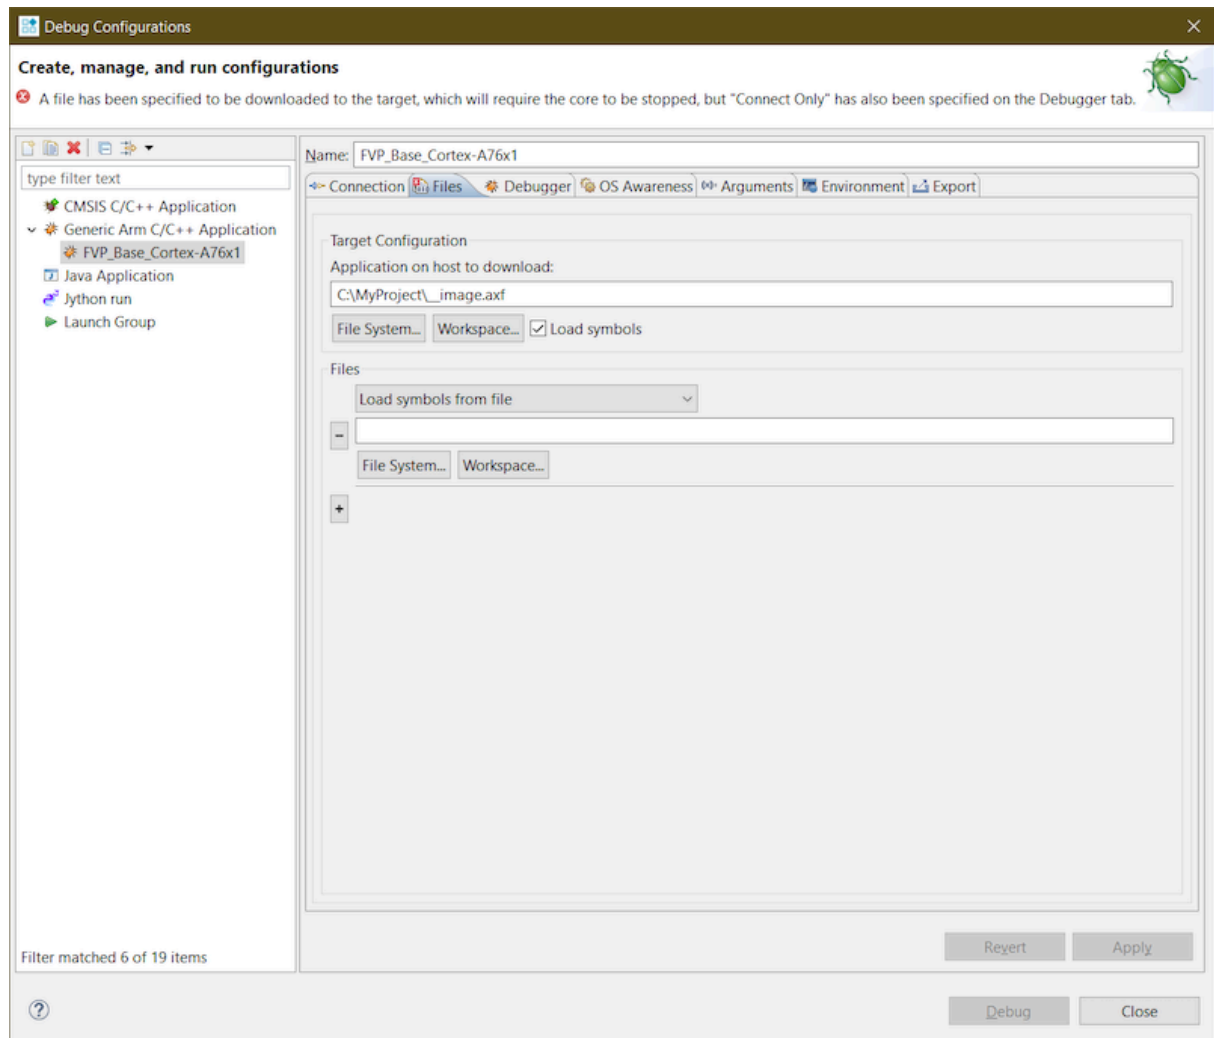 Debug Configurations
Create, manage, and run configurations
A file has been specified to be downloaded to the target, which will require the core to be stopped, but "Connect Only" has also been specified on the Debugger tab.
type filter text
CMSIS C/C++ Application
Generic Arm C/C++ Application
FVP_Base_Cortex-A76x1
Java Application
Jython run
Launch Group
Filter matched 6 of 19 items
Name: FVP_Base_Cortex-A76x1
Connection Files Debugger OS Awareness Arguments Environment Export
Target Configuration
Application on host to download:
C:\MyProject\__image.axf
File System... Workspace... Load symbols
Files
Load symbols from file
-
File System... Workspace...
+
Revert Apply
Debug Close